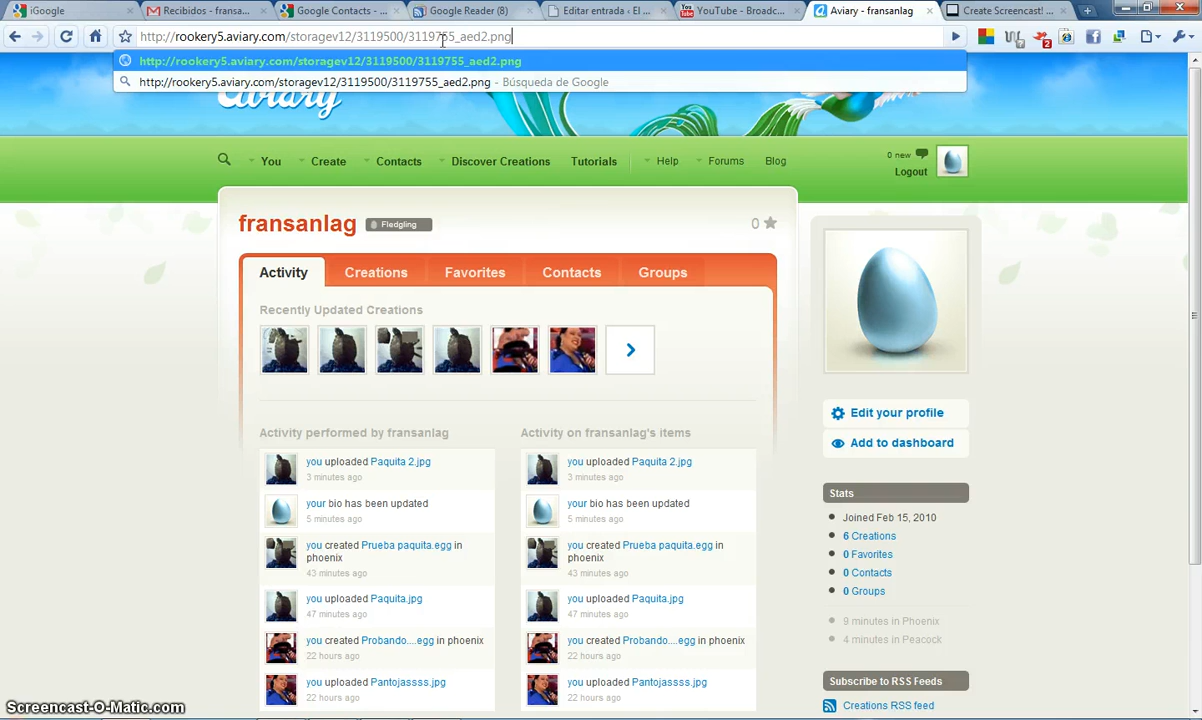 iGoogle
Recibidos - fransa...
Google Contacts - ...
Google Reader (8)
Editar entrada ‹ El ...
YouTube - Broadc...
Aviary - fransanlag
Create Screencast! ...
http://rookery5.aviary.com/storagev12/3119500/3119755_aed2.png
2
http://rookery5.aviary.com/storagev12/3119500/3119755_aed2.png
http://rookery5.aviary.com/storagev12/3119500/3119755_aed2.png - Búsqueda de Google
aviary
You Create Contacts Discover Creations Tutorials Help Forums Blog
0 new
Logout
fransanlag Fledgling 0
Activity Creations Favorites Contacts Groups
Recently Updated Creations
Edit your profile
Add to dashboard
Activity performed by fransanlag
you uploaded Paquita 2.jpg
3 minutes ago
your bio has been updated
5 minutes ago
you created Prueba paquita.egg in
phoenix
43 minutes ago
you uploaded Paquita.jpg
47 minutes ago
you created Probando....egg in phoenix
22 hours ago
you uploaded Pantojassss.jpg
22 hours ago
Activity on fransanlag's items
you uploaded Paquita 2.jpg
3 minutes ago
your bio has been updated
5 minutes ago
you created Prueba paquita.egg in
phoenix
43 minutes ago
you uploaded Paquita.jpg
47 minutes ago
you created Probando....egg in phoenix
22 hours ago
you uploaded Pantojassss.jpg
22 hours ago
Stats
Joined Feb 15, 2010
6 Creations
0 Favorites
0 Contacts
0 Groups
9 minutes in Phoenix
4 minutes in Peacock
Subscribe to RSS Feeds
Creations RSS feed
Screencast-O-Matic.com